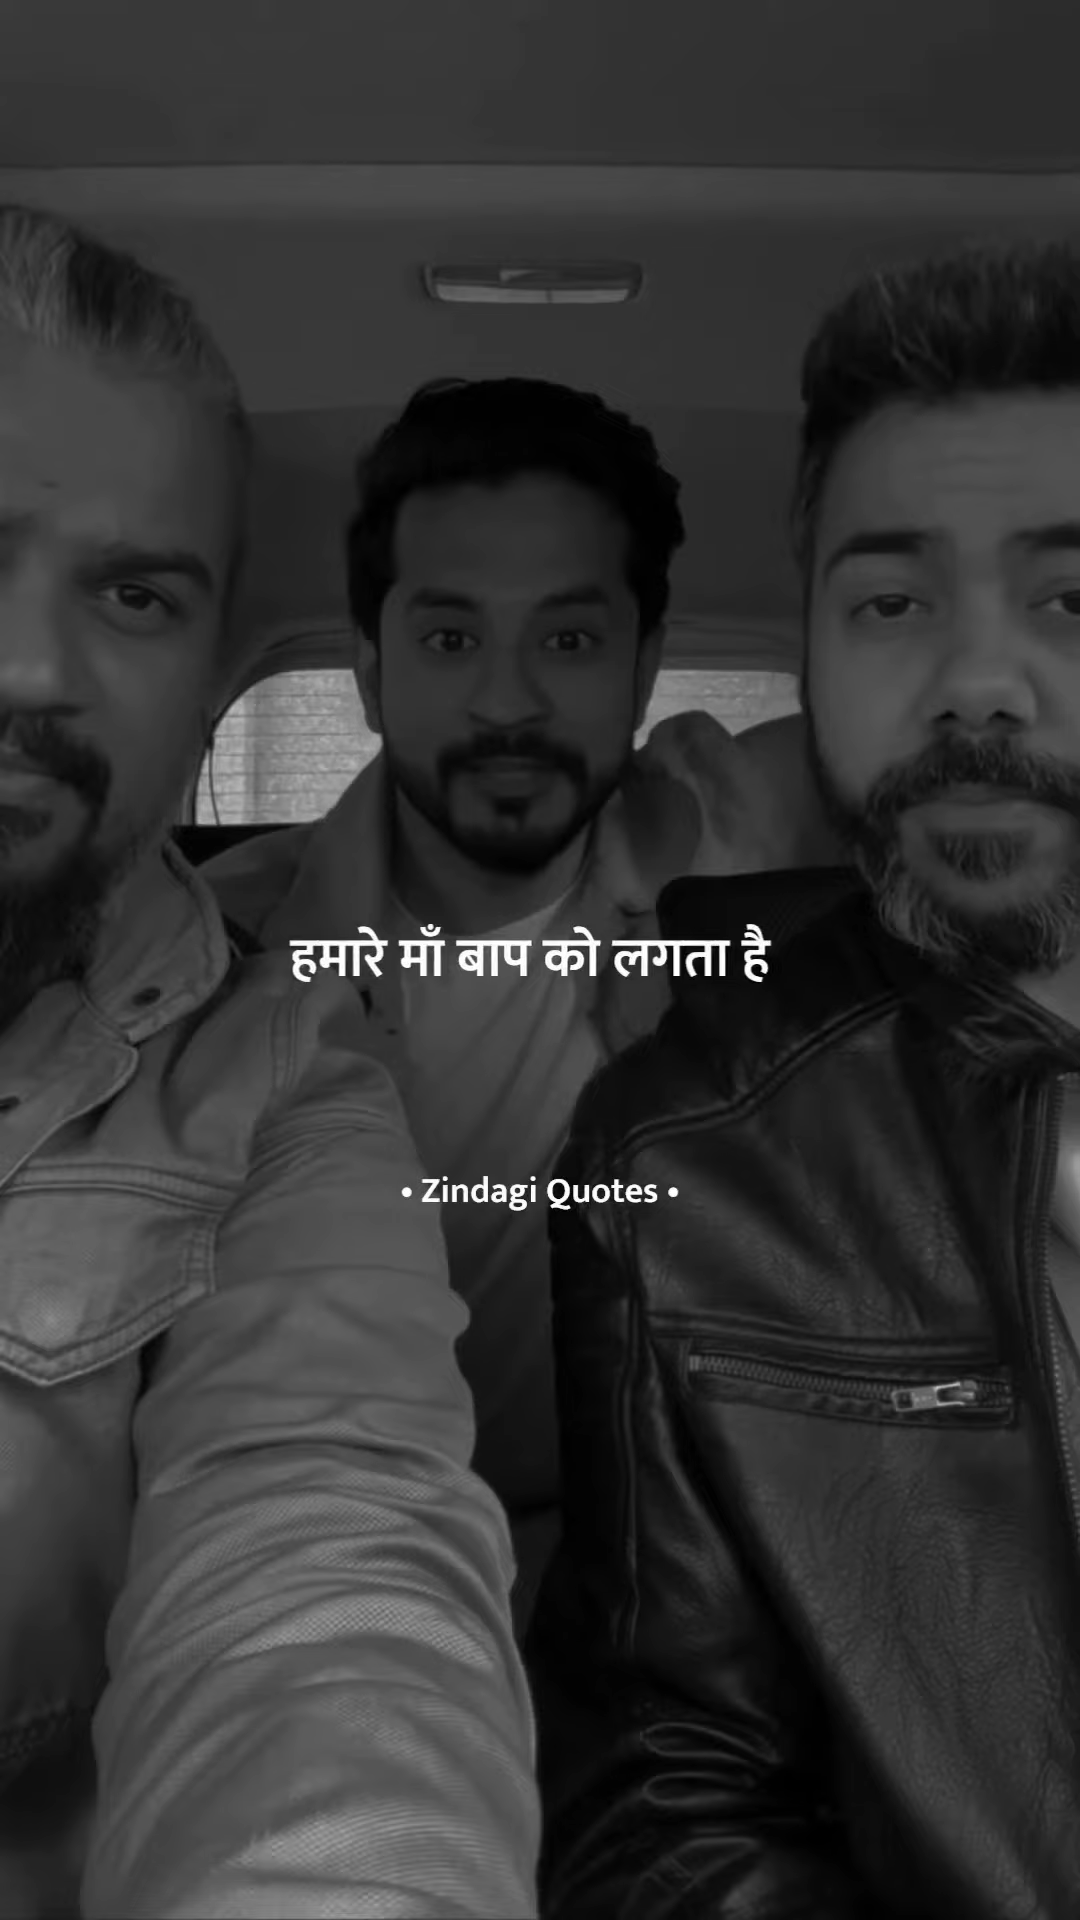 हमारे माँ बाप को लगता है
• Zindagi Quotes •